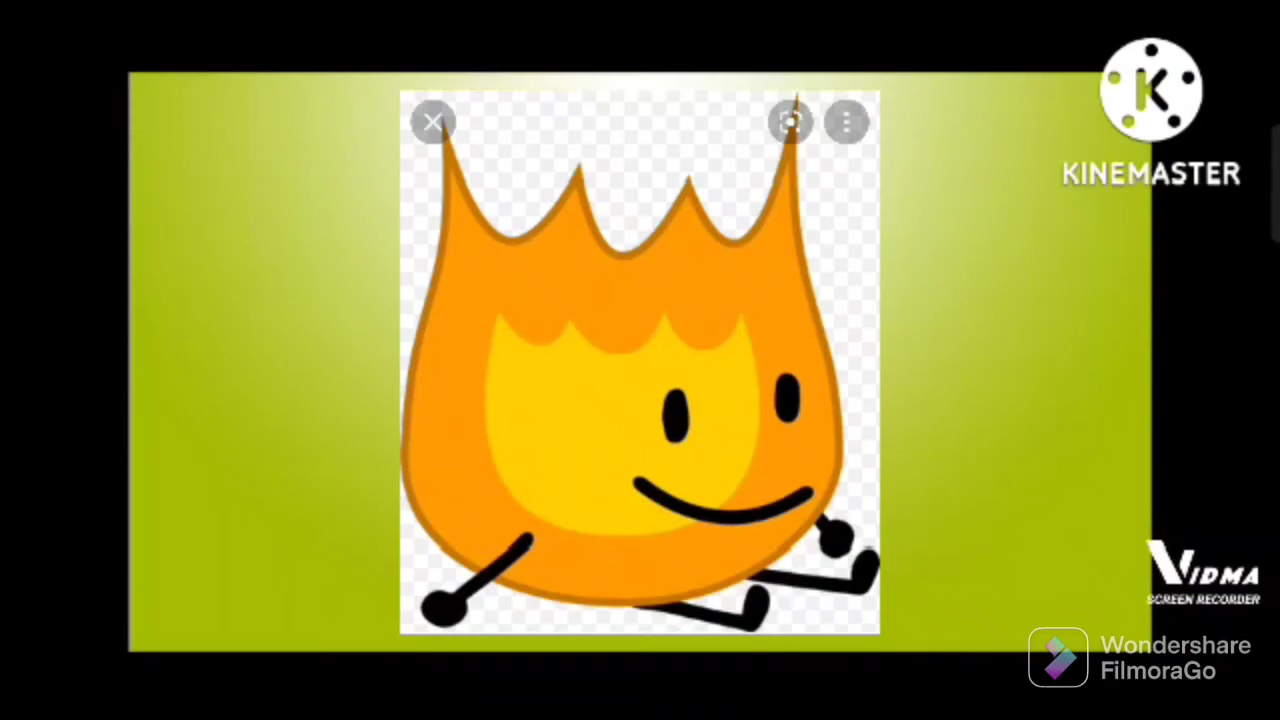 K
KINEMASTER
VIDMA
SCREEN RECORDER
Wondershare
FilmoraGo